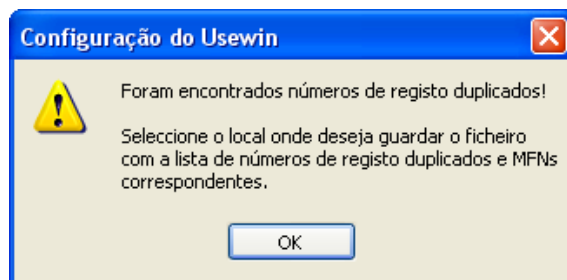 Configuração do Usewin
Foram encontrados números de registo duplicados!
Seleccione o local onde deseja guardar o ficheiro
com a lista de números de registo duplicados e MFNs
correspondentes.
OK